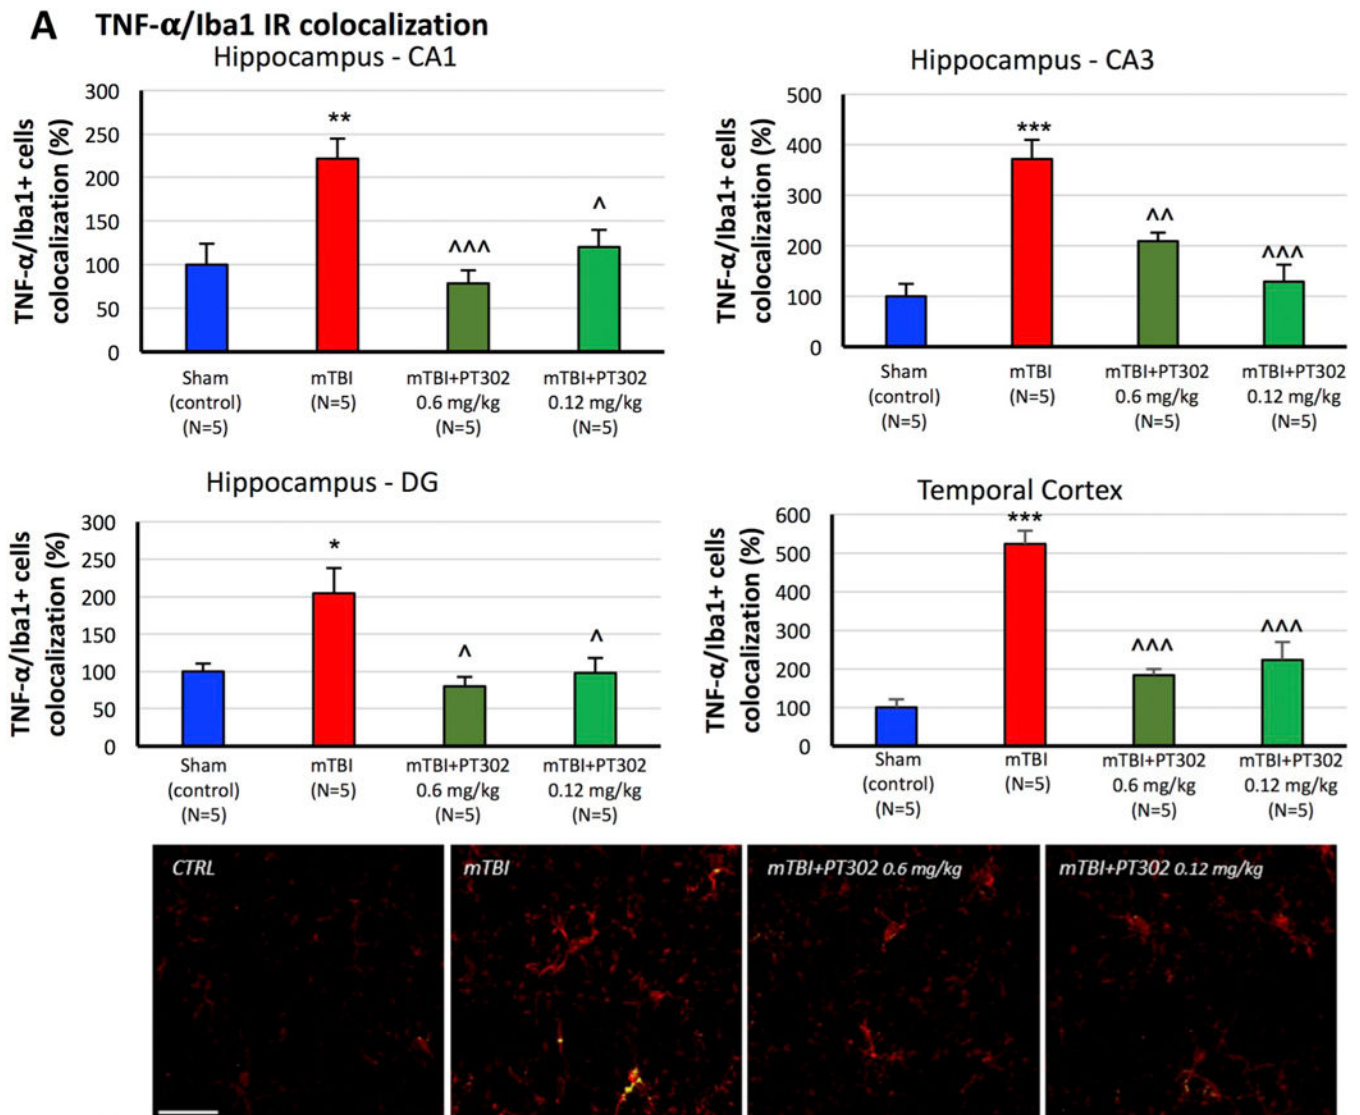 A TNF-α/Iba1 IR colocalization
Hippocampus - CA1
TNF-α/Iba1+ cells
colocalization (%)
300
250
200
150
100
50
0
**
^^^
^
Sham
(control)
(N=5)
mTBI
(N=5)
mTBI+PT302
0.6 mg/kg
(N=5)
mTBI+PT302
0.12 mg/kg
(N=5)
Hippocampus - CA3
TNF-α/Iba1+ cells
colocalization (%)
500
400
300
200
100
0
***
^^
^^^
Sham
(control)
(N=5)
mTBI
(N=5)
mTBI+PT302
0.6 mg/kg
(N=5)
mTBI+PT302
0.12 mg/kg
(N=5)
Hippocampus - DG
TNF-α/Iba1+ cells
colocalization (%)
300
250
200
150
100
50
0
*
^
^
Sham
(control)
(N=5)
mTBI
(N=5)
mTBI+PT302
0.6 mg/kg
(N=5)
mTBI+PT302
0.12 mg/kg
(N=5)
Temporal Cortex
TNF-α/Iba1+ cells
colocalization (%)
600
500
400
300
200
100
0
***
^^^
^^^
Sham
(control)
(N=5)
mTBI
(N=5)
mTBI+PT302
0.6 mg/kg
(N=5)
mTBI+PT302
0.12 mg/kg
(N=5)
CTRL
mTBI
mTBI+PT302 0.6 mg/kg
mTBI+PT302 0.12 mg/kg